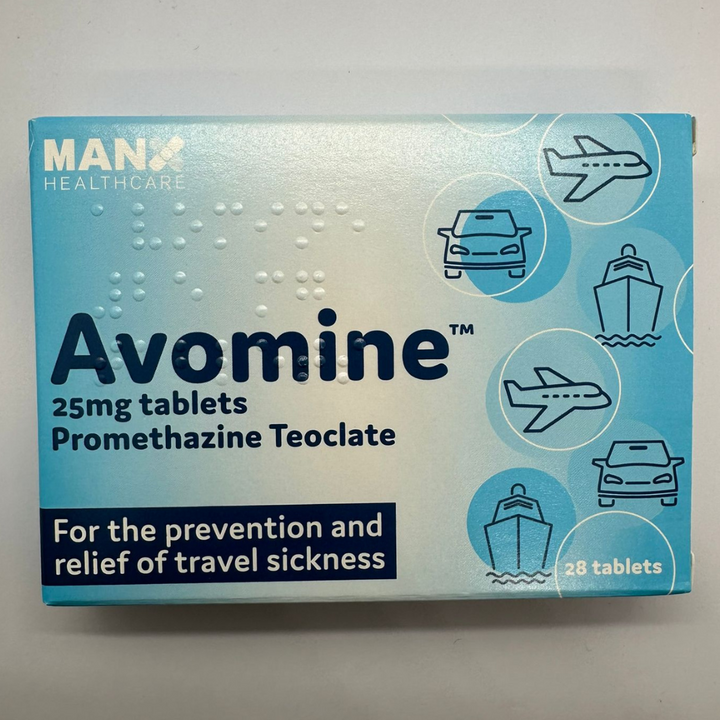 MANX
HEALTHCARE
Avomine™
25mg tablets
Promethazine Teoclate
For the prevention and
relief of travel sickness
28 tablets